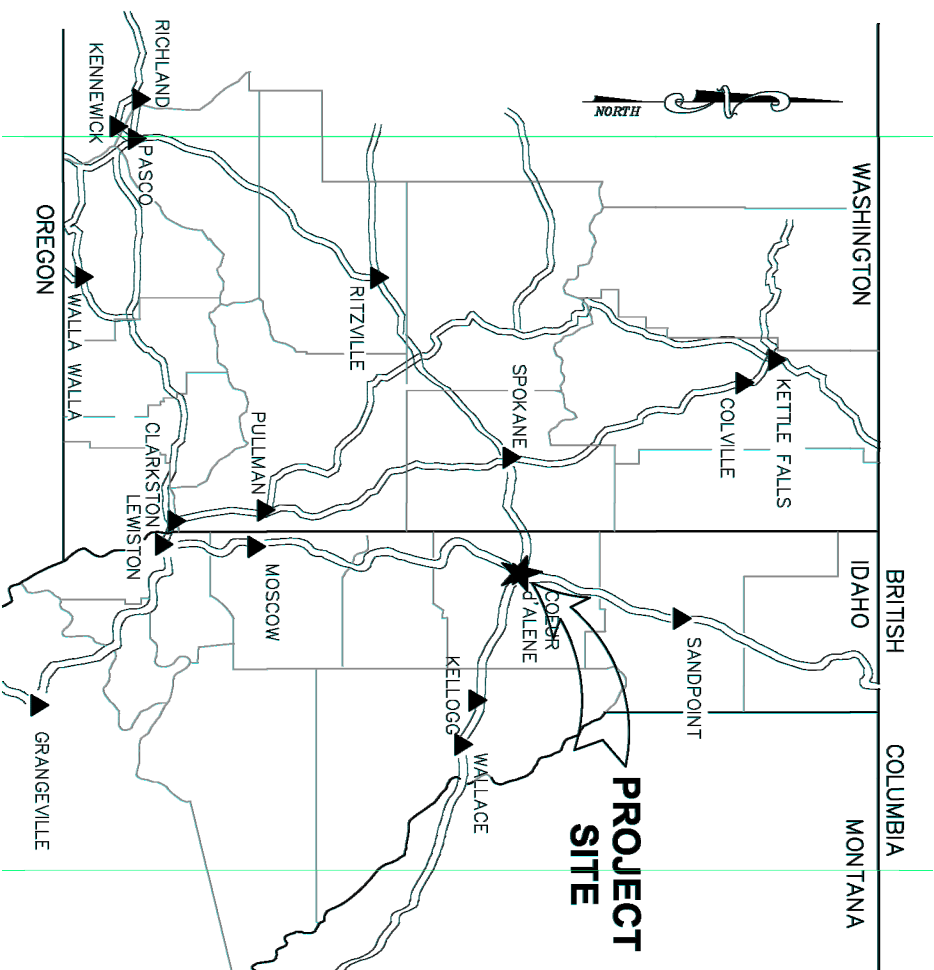 BRITISH COLUMBIA
WASHINGTON
IDAHO
MONTANA
KETTLE FALLS
COLVILLE
SANDPOINT
NORTH
PROJECT
SITE
COEUR
d'ALENE
SPOKANE
KELLOGG
WALLACE
RITZVILLE
PULLMAN
MOSCOW
RICHLAND
KENNEWICK
PASCO
CLARKSTON
LEWISTON
WALLA WALLA
OREGON
GRANGEVILLE